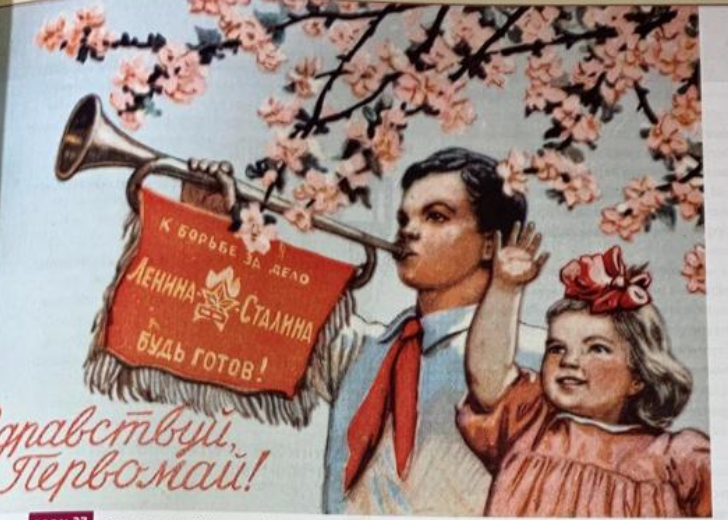 К БОРЬБЕ ЗА ДЕЛО
ЛЕНИНА-СТАЛИНА
БУДЬ ГОТОВ!
дравствуй,
Первомай!